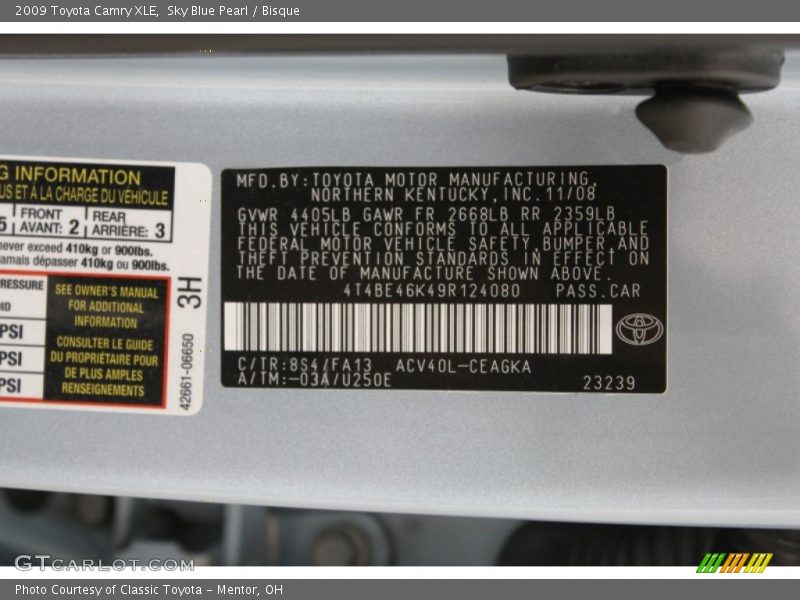 2009 Toyota Camry XLE, Sky Blue Pearl / Bisque
G INFORMATION
US ET À LA CHARGE DU VÉHICULE
5 FRONT AVANT: 2 REAR ARRIÈRE: 3
never exceed 410kg or 900lbs.
jamais dépasser 410kg ou 900lbs.
PRESSURE
PSI
PSI
PSI
SEE OWNER'S MANUAL
FOR ADDITIONAL
INFORMATION
CONSULTER LE GUIDE
DU PROPRIÉTAIRE POUR
DE PLUS AMPLES
RENSEIGNEMENTS
3H
42661-06650
MFD.BY:TOYOTA MOTOR MANUFACTURING
NORTHERN KENTUCKY,INC.11/08
GVWR 4405LB GAWR FR 2668LB RR 2359LB
THIS VEHICLE CONFORMS TO ALL APPLICABLE
FEDERAL MOTOR VEHICLE SAFETY,BUMPER,AND
THEFT PREVENTION STANDARDS IN EFFECT ON
THE DATE OF MANUFACTURE SHOWN ABOVE.
4T4BE46K49R124080 PASS.CAR
C/TR:8S4/FA13 ACV40L-CEAGKA
A/TM:-03A/U250E 23239
GTCARLOT.COM
Photo Courtesy of Classic Toyota - Mentor, OH